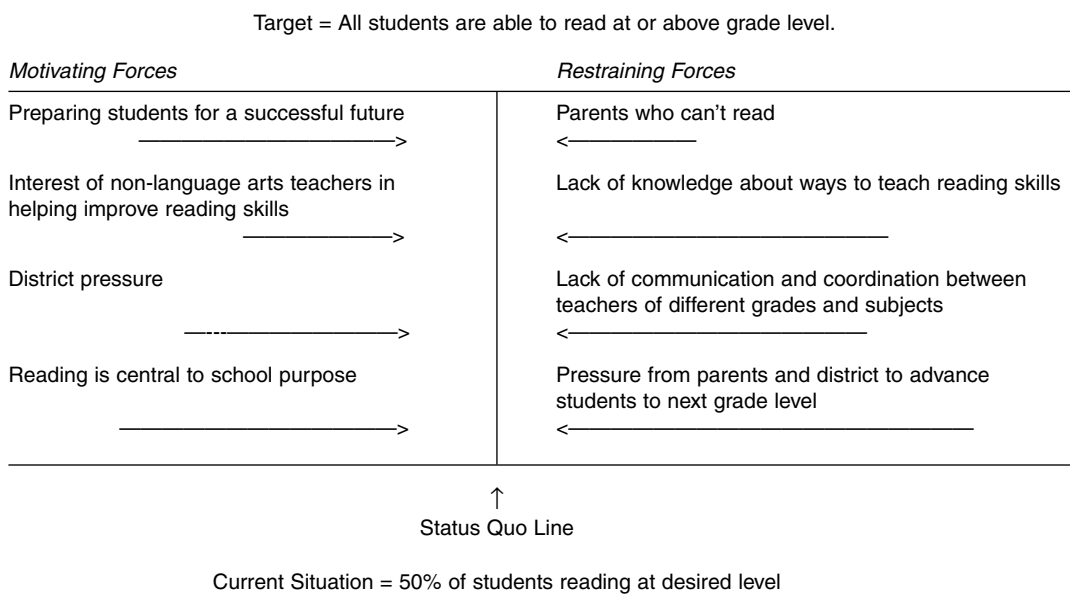 Target = All students are able to read at or above grade level.
Motivating Forces
Restraining Forces
Preparing students for a successful future
Parents who can't read
Interest of non-language arts teachers in
helping improve reading skills
Lack of knowledge about ways to teach reading skills
District pressure
Lack of communication and coordination between
teachers of different grades and subjects
Reading is central to school purpose
Pressure from parents and district to advance
students to next grade level
Status Quo Line
Current Situation = 50% of students reading at desired level